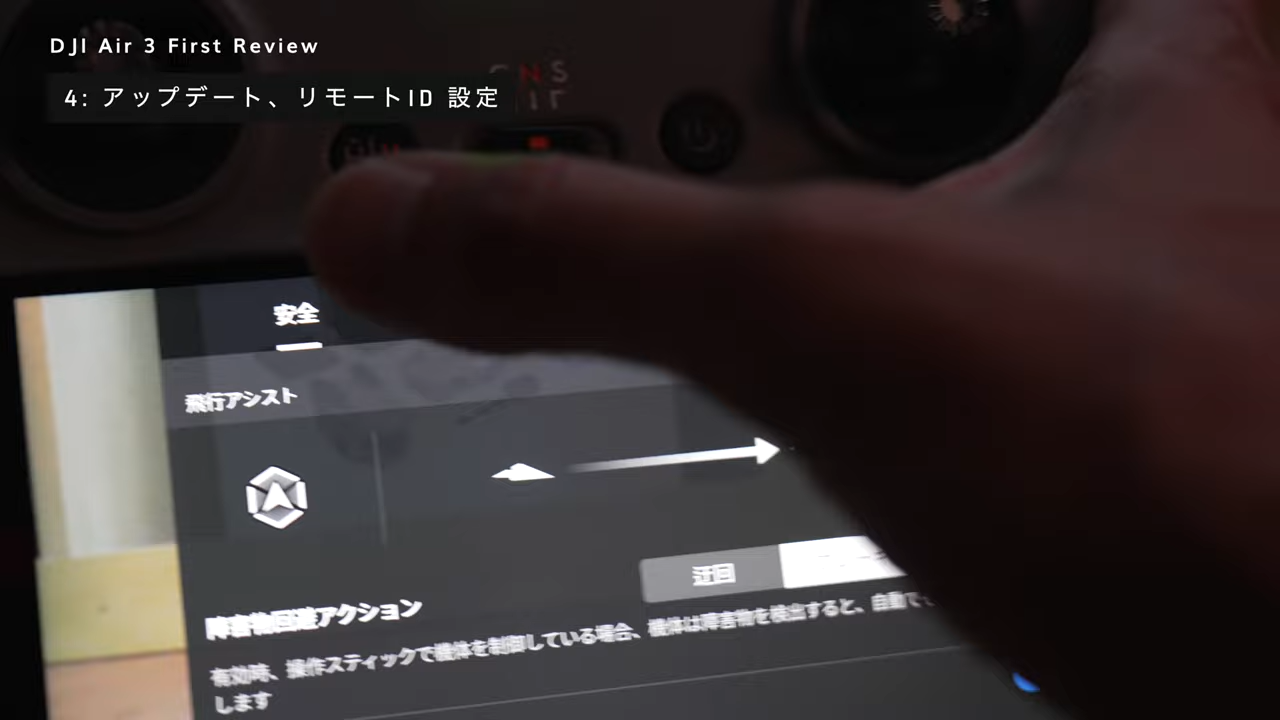 DJI Air 3 First Review
4: アップデート、リモートID 設定
N S
安全
飛行アシスト
迂回
障害物回避アクション
有効時、操作スティックで機体を制御している場合、機体は障害物を検出すると、自動で
します